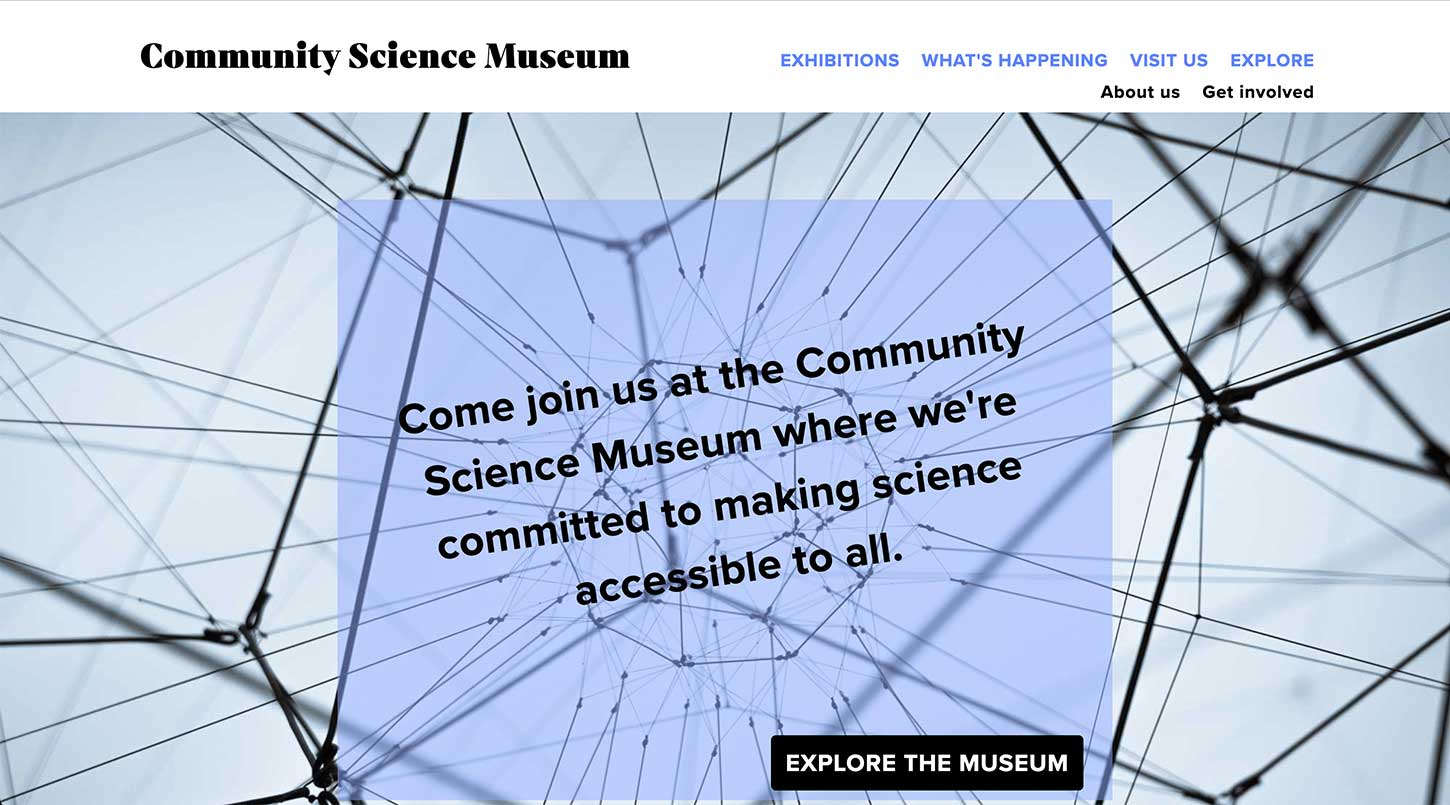 Community Science Museum
EXHIBITIONS WHAT'S HAPPENING VISIT US EXPLORE
About us Get involved
Come join us at the Community
Science Museum where we're
committed to making science
accessible to all.
EXPLORE THE MUSEUM